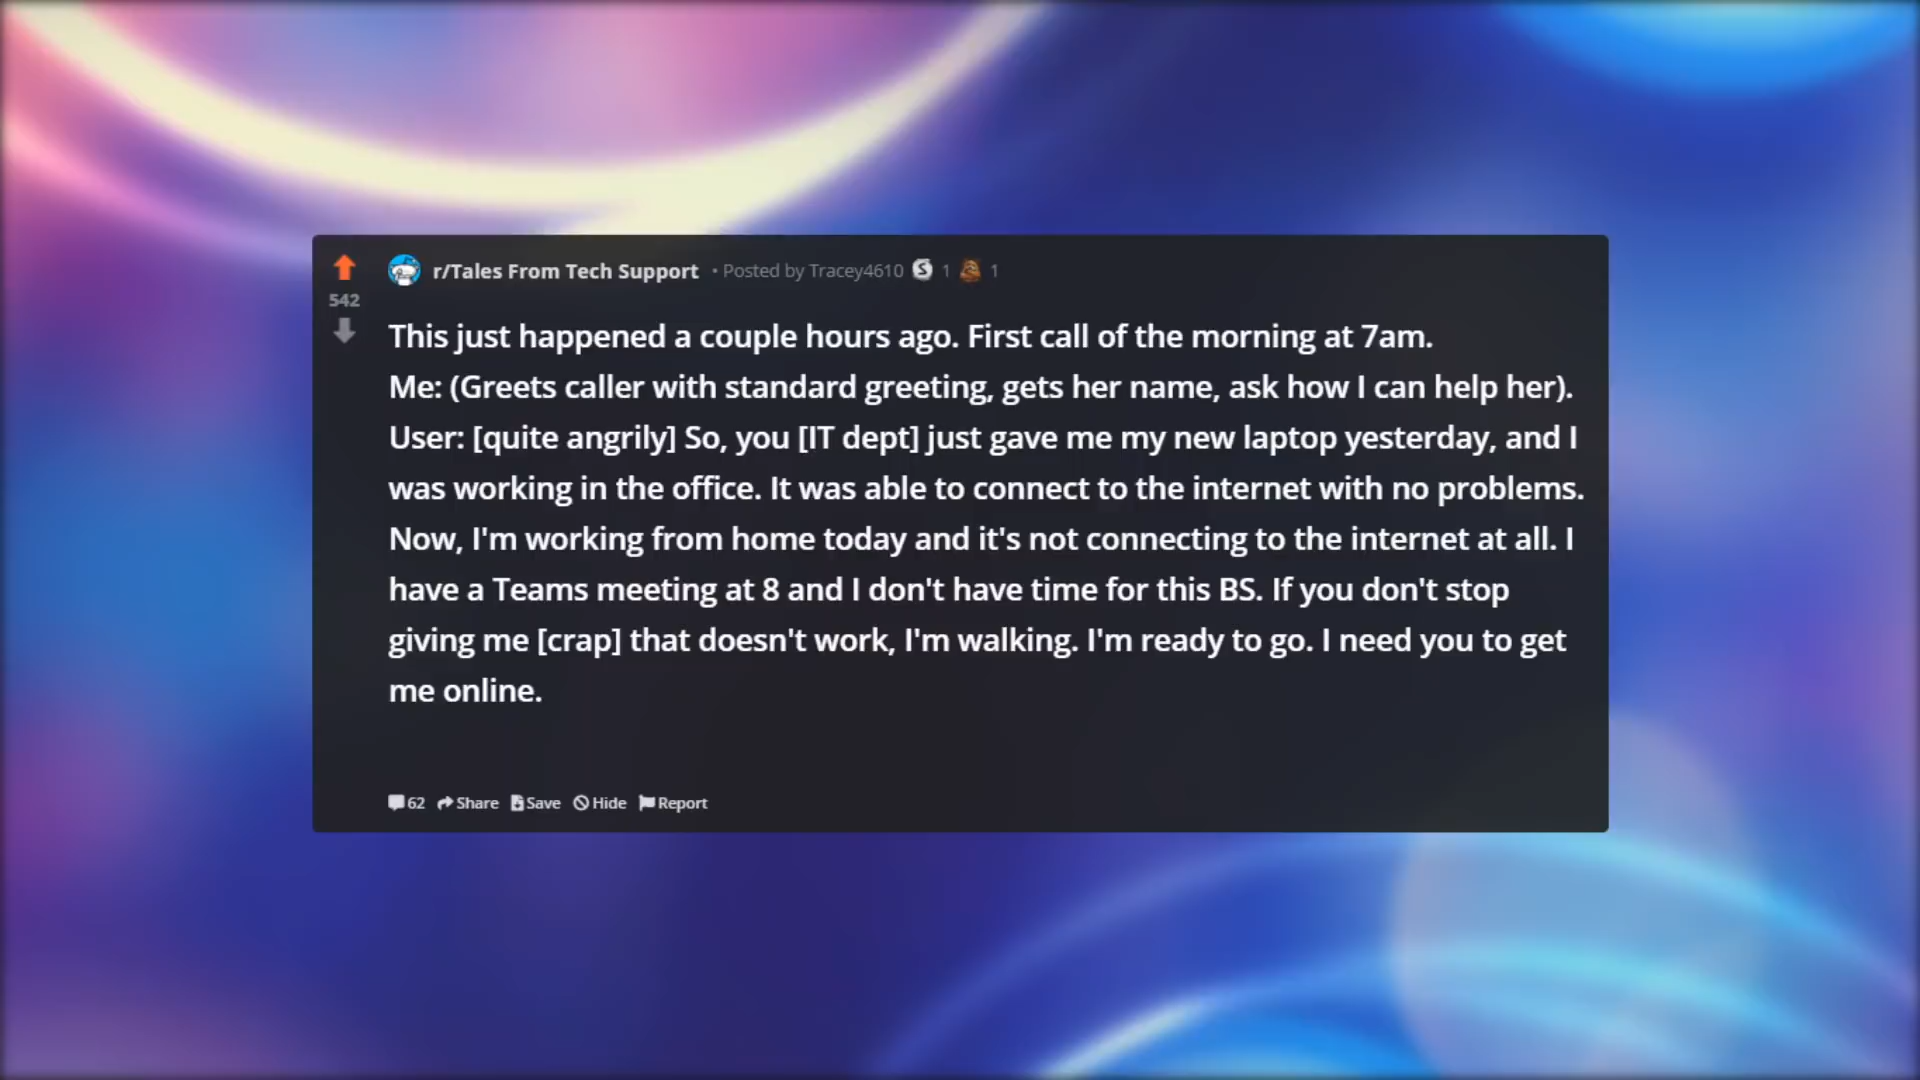 r/Tales From Tech Support • Posted by Tracey4610 S 1 1
542
This just happened a couple hours ago. First call of the morning at 7am.
Me: (Greets caller with standard greeting, gets her name, ask how I can help her).
User: [quite angrily] So, you [IT dept] just gave me my new laptop yesterday, and I
was working in the office. It was able to connect to the internet with no problems.
Now, I'm working from home today and it's not connecting to the internet at all. I
have a Teams meeting at 8 and I don't have time for this BS. If you don't stop
giving me [crap] that doesn't work, I'm walking. I'm ready to go. I need you to get
me online.
62 Share Save Hide Report